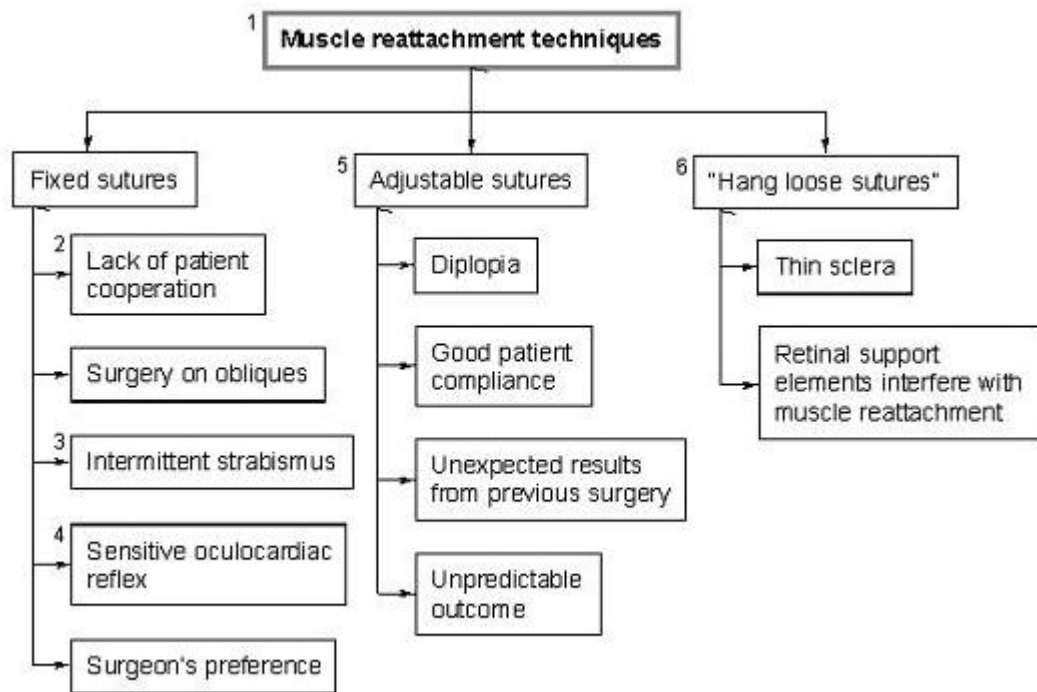 1
Muscle reattachment techniques
Fixed sutures
2
Lack of patient
cooperation
Surgery on obliques
3
Intermittent strabismus
4
Sensitive oculocardiac
reflex
Surgeon's preference
5
Adjustable sutures
Diplopia
Good patient
compliance
Unexpected results
from previous surgery
Unpredictable
outcome
6
"Hang loose sutures"
Thin sclera
Retinal support
elements interfere with
muscle reattachment